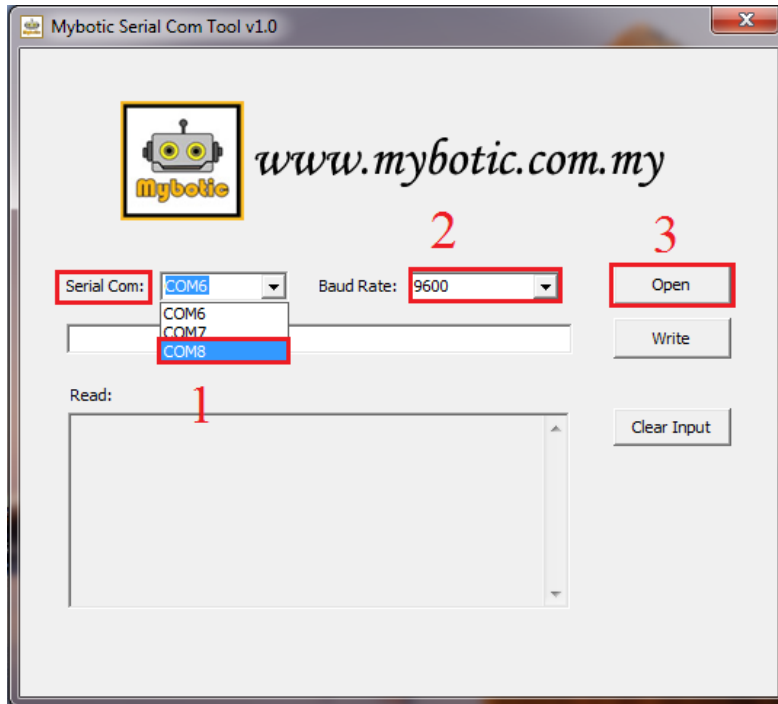 Mybotic Serial Com Tool v1.0
X
Mybotic
www.mybotic.com.my
2
3
Serial Com: COM6 Baud Rate: 9600 Open
COM6
COM7
COM8
Write
1
Read:
Clear Input